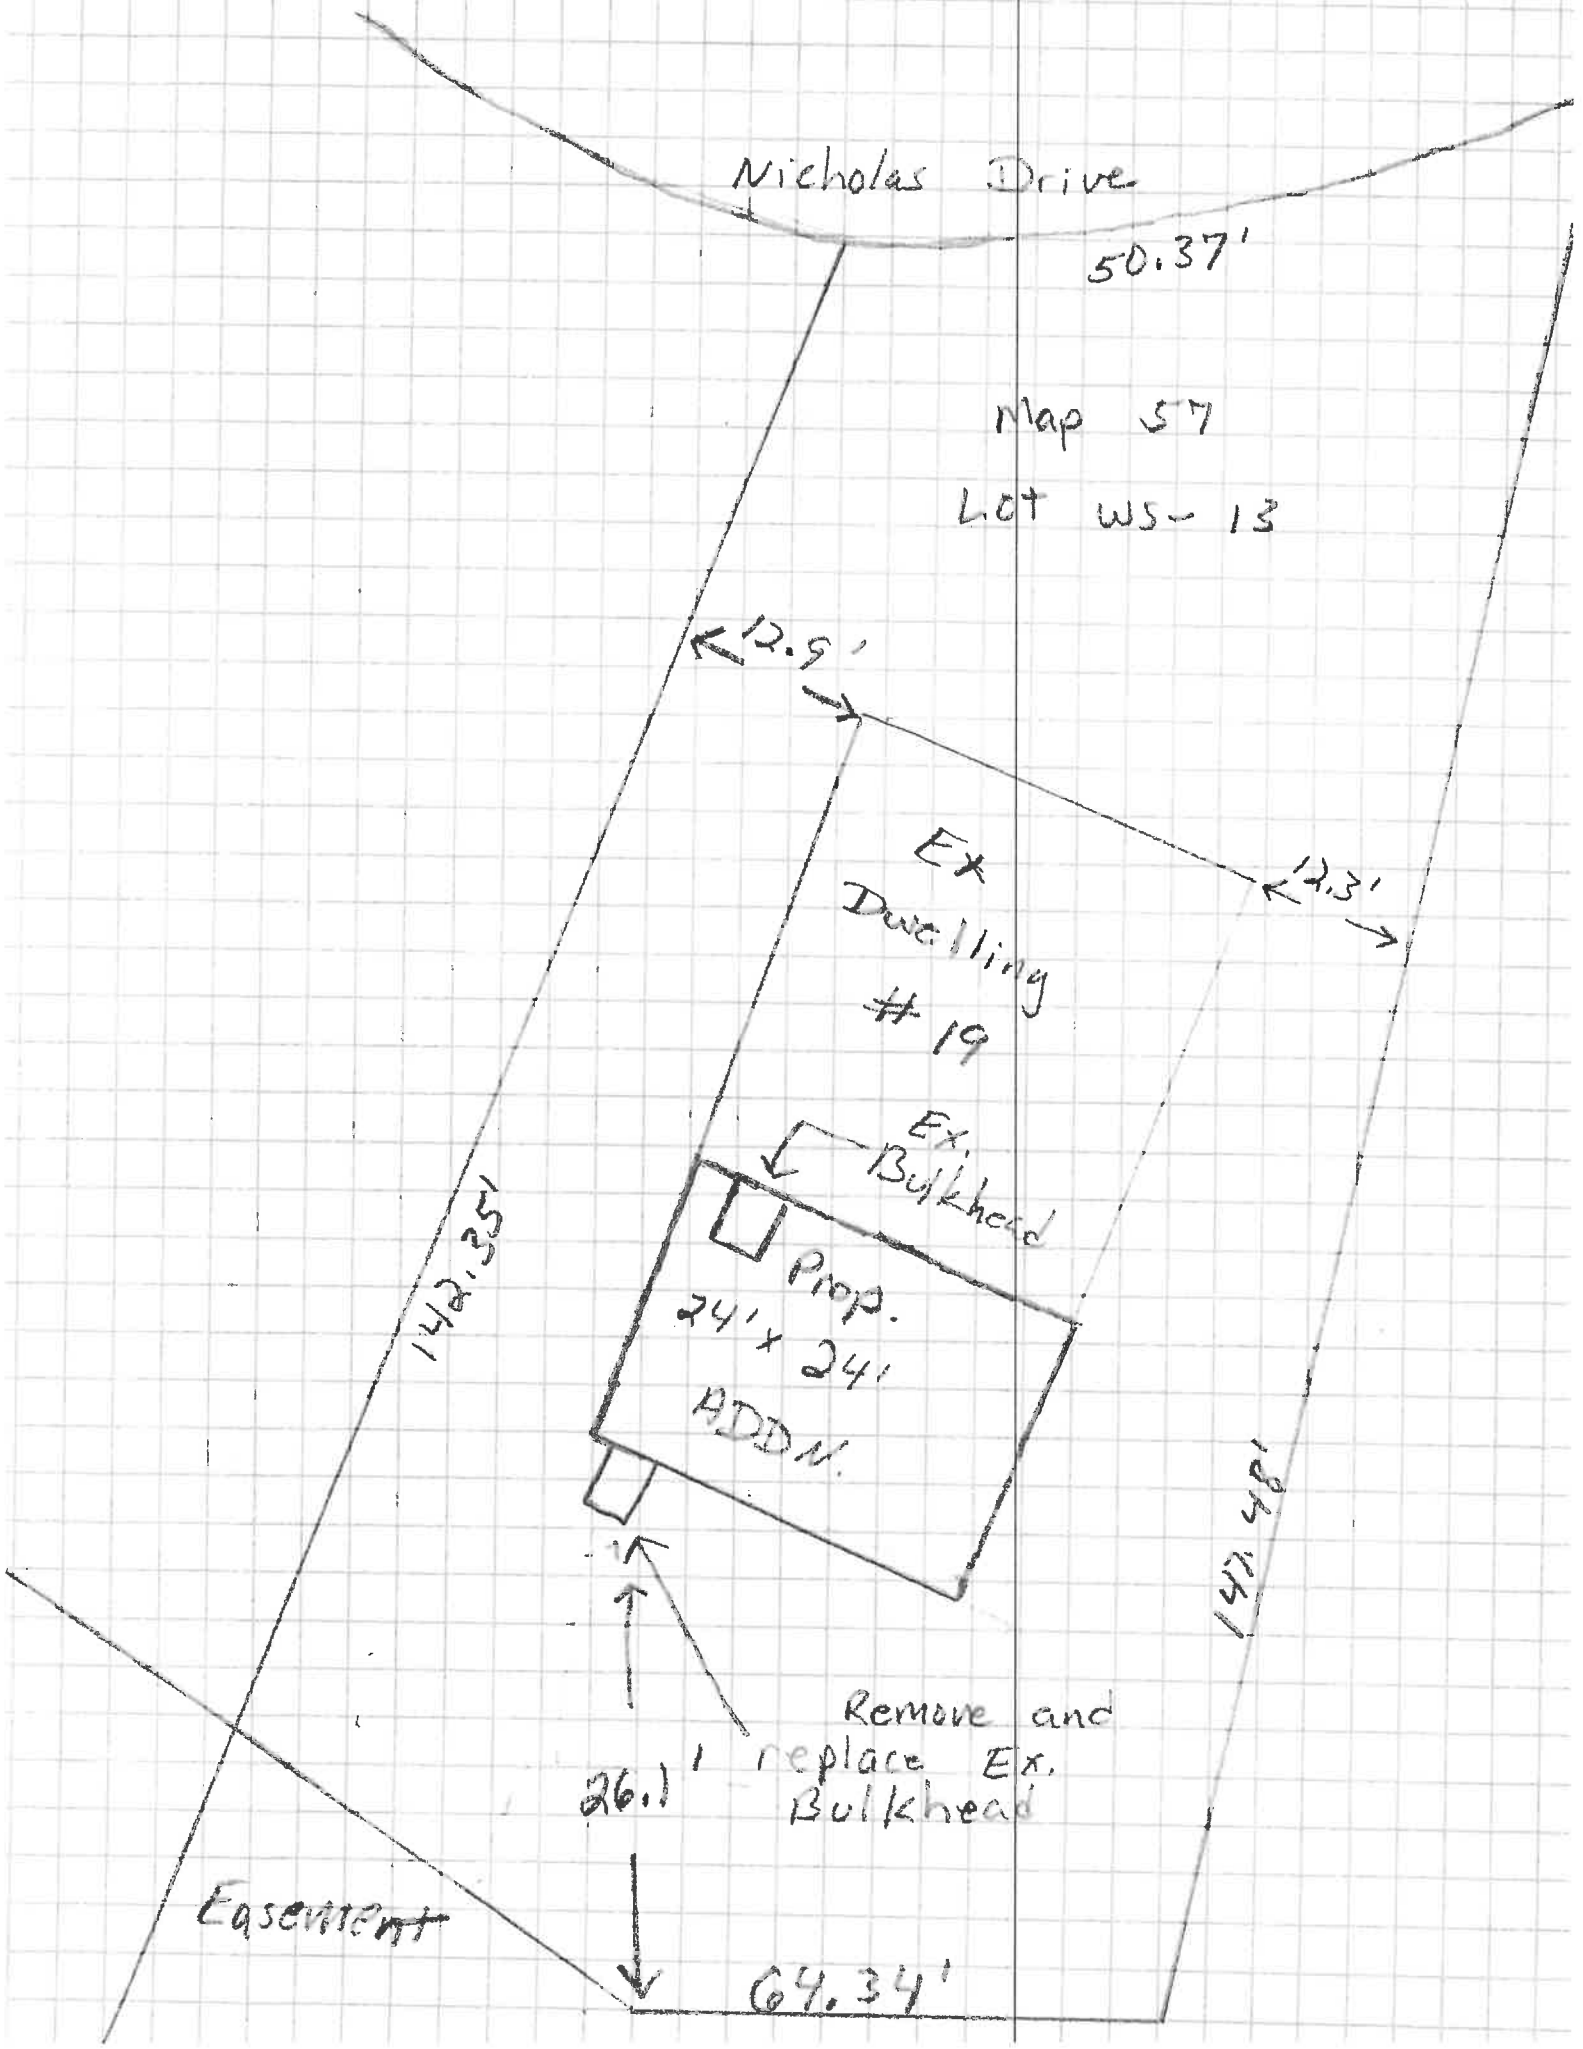 Nicholas Drive
50.37'
Map 57
Lot WS-13
12.9'
12.3'
Ex
Dwelling
# 19
Ex.
Bulkhead
Prop.
24' x 24'
ADDN.
142.35'
147.48'
Remove and
replace Ex.
Bulkhead
26.1'
Easement
64.34'